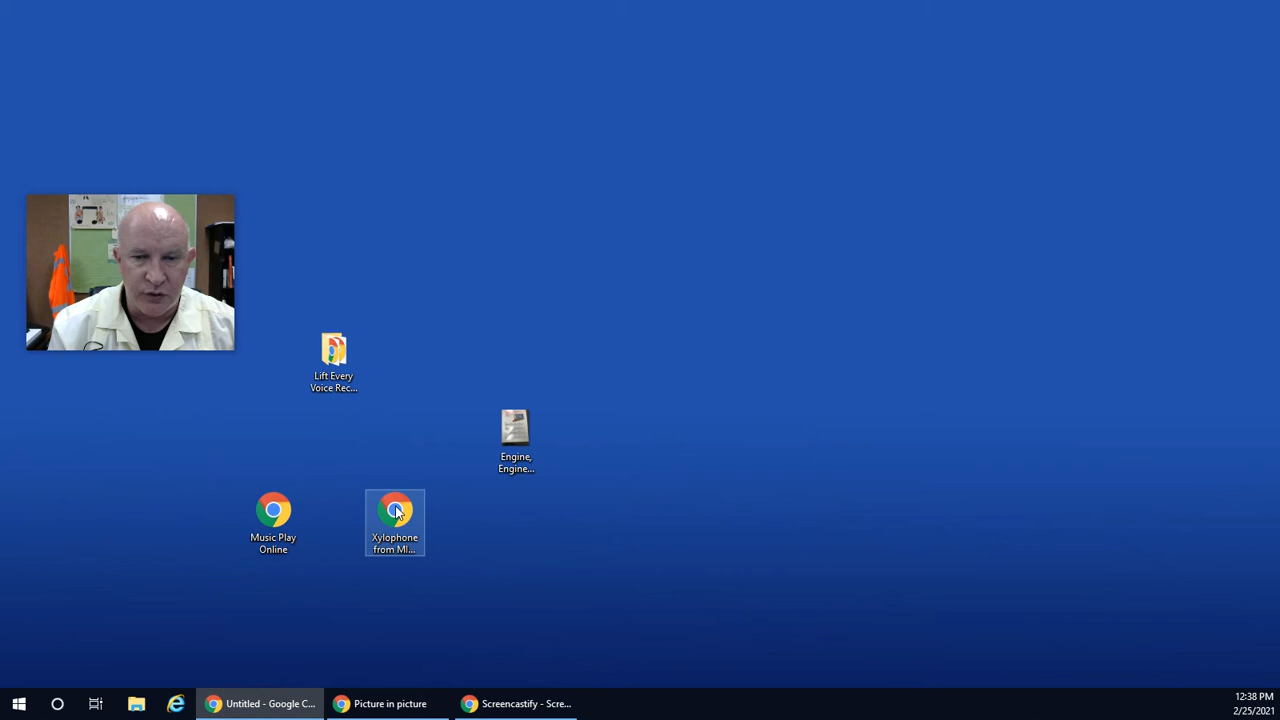 Lift Every
Voice Rec...
Engine,
Engine...
Music Play
Online
Xylophone
from MI...
Untitled - Google C...
Picture in picture
Screencastify - Scre...
12:38 PM
2/25/2021